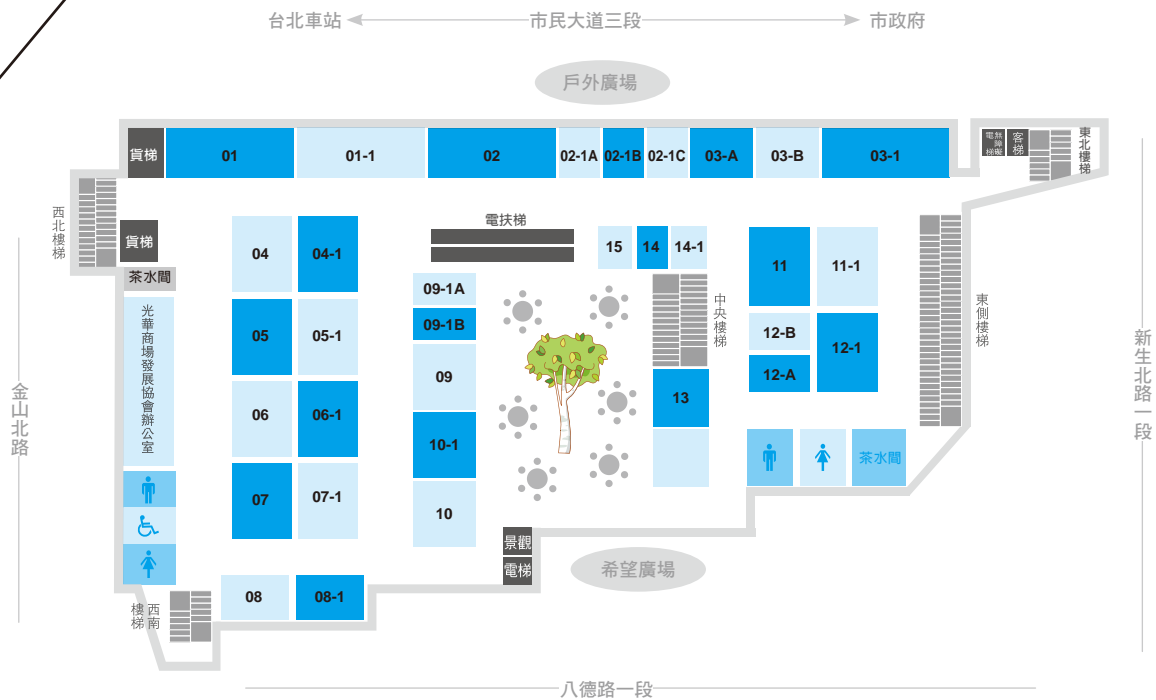 台北車站
市民大道三段
市政府
戶外廣場
貨梯
01
01-1
02
02-1A
02-1B
02-1C
03-A
03-B
03-1
無障礙電梯
客梯
東北樓梯
西北樓梯
貨梯
茶水間
光華商場發展協會辦公室
04
04-1
05
05-1
06
06-1
07
07-1
08
08-1
電扶梯
09-1A
09-1B
09
10-1
10
15
14
14-1
中央樓梯
13
11
11-1
12-B
12-A
12-1
茶水間
東側樓梯
景觀
電梯
希望廣場
西南樓梯
金山北路
新生北路一段
八德路一段